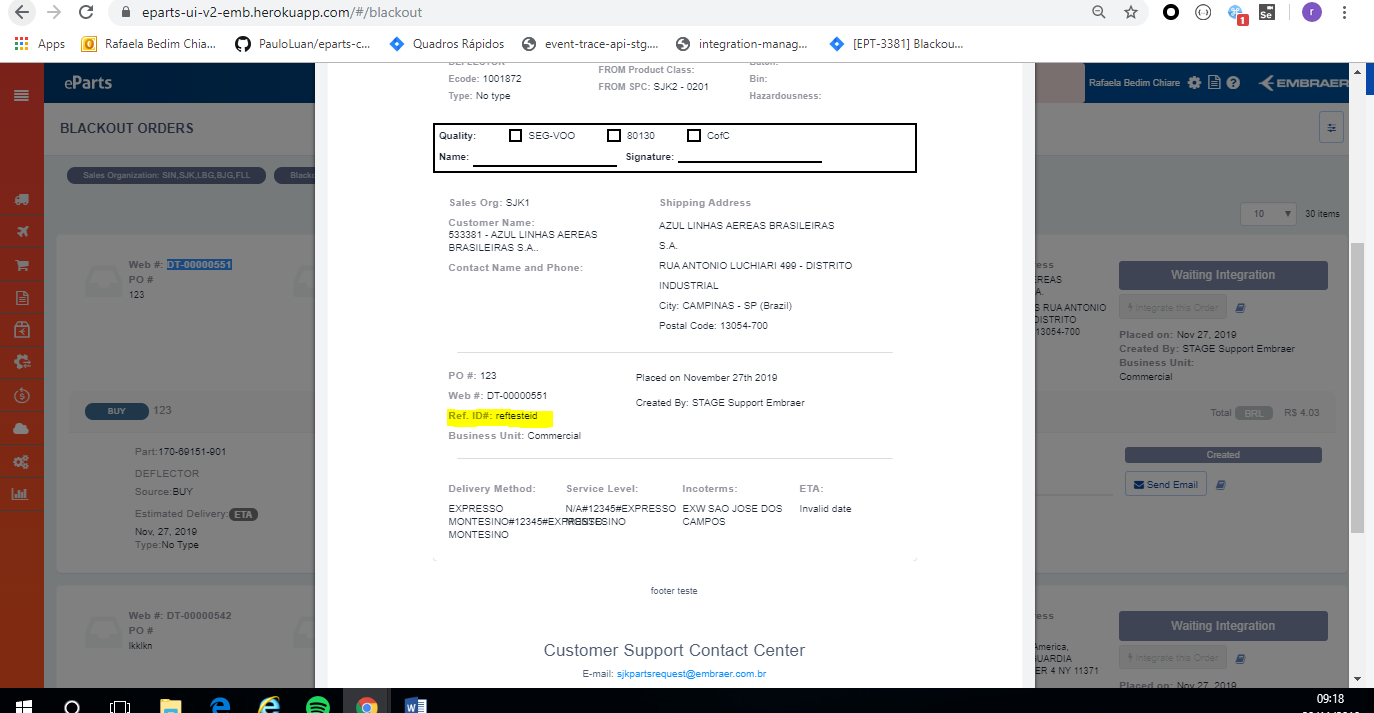 eparts-ui-v2-emb.herokuapp.com/#/blackout
Se
1
r
Apps
Rafaela Bedim Chia...
PauloLuan/eparts-c...
Quadros Rápidos
event-trace-api-stg....
integration-manag...
[EPT-3381] Blackou...
eParts
Rafaela Bedim Chiare
EMBRAER
BLACKOUT ORDERS
Sales Organization: SIN,SJK,LBG,BJG,FLL
10
30 items
Web #: DT-00000551
PO #
123
BUY 123
Part:170-69151-901
DEFLECTOR
Source:BUY
Estimated Delivery: ETA
Nov, 27, 2019
Type:No Type
Web #: DT-00000542
PO #
lkklkn
DEFLECTOR
Ecode: 1001872
Type: No type
FROM Product Class:
FROM SPC: SJK2 - 0201
Bin:
Hazardousness:
Quality: SEG-VOO 80130 CofC
Name: Signature:
Sales Org: SJK1
Customer Name:
533381 - AZUL LINHAS AEREAS
BRASILEIRAS S.A..
Contact Name and Phone:
Shipping Address
AZUL LINHAS AEREAS BRASILEIRAS
S.A.
RUA ANTONIO LUCHIARI 499 - DISTRITO
INDUSTRIAL
City: CAMPINAS - SP (Brazil)
Postal Code: 13054-700
PO #: 123
Web #: DT-00000551
Ref. ID#: reftesteid
Business Unit: Commercial
Placed on November 27th 2019
Created By: STAGE Support Embraer
Delivery Method:
EXPRESSO
MONTESINO#12345#EXPRESSO
MONTESINO
Service Level:
N/A#12345#EXPRESSO
MONTESINO
Incoterms:
EXW SAO JOSE DOS
CAMPOS
ETA:
Invalid date
footer teste
Customer Support Contact Center
E-mail: sjkpartsrequest@embraer.com.br
RUA ANTONIO
13054-700
Waiting Integration
Integrate this Order
Placed on: Nov 27, 2019
Created By: STAGE Support Embraer
Business Unit:
Commercial
Total BRL R$ 4.03
Created
Send Email
ER 4 NY 11371
Waiting Integration
Integrate this Order
Placed on: Nov 27, 2019
09:18